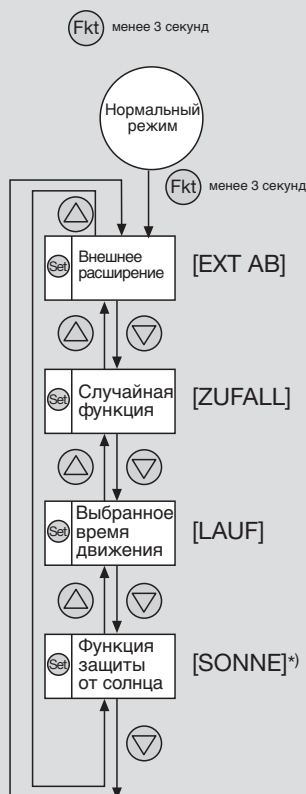 Fkt менее 3 секунд
Нормальный
режим
Fkt менее 3 секунд
Set Внешнее
расширение
[EXT AB]
Set Случайная
функция
[ZUFALL]
Set Выбранное
время
движения
[LAUF]
Set Функция
защиты
от солнца
[SONNE]*)